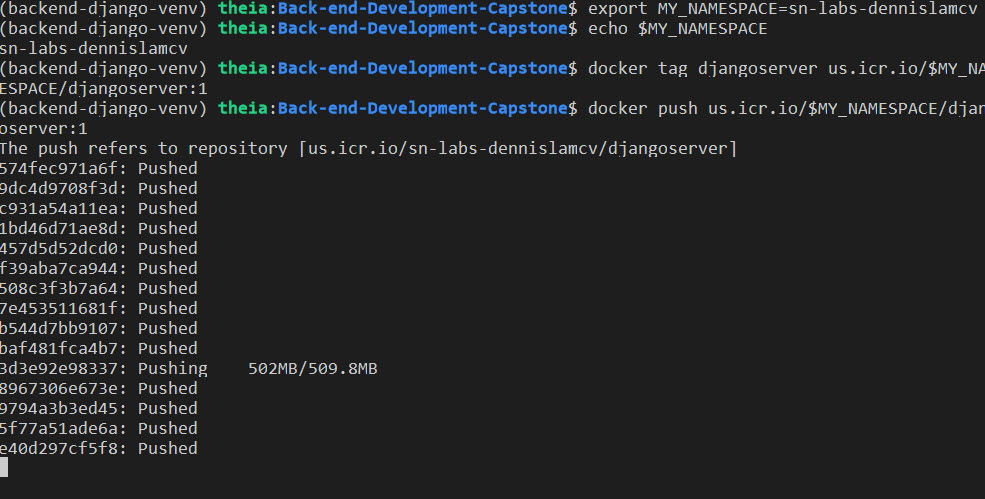 (backend-django-venv) theia:Back-end-Development-Capstone$ export MY_NAMESPACE=sn-labs-dennislamcv
(backend-django-venv) theia:Back-end-Development-Capstone$ echo $MY_NAMESPACE
sn-labs-dennislamcv
(backend-django-venv) theia:Back-end-Development-Capstone$ docker tag djangoserver us.icr.io/$MY_NA
ESPACE/djangoserver:1
(backend-django-venv) theia:Back-end-Development-Capstone$ docker push us.icr.io/$MY_NAMESPACE/djan
oserver:1
The push refers to repository [us.icr.io/sn-labs-dennislamcv/djangoserver]
574fec971a6f: Pushed
9dc4d9708f3d: Pushed
c931a54a11ea: Pushed
1bd46d71ae8d: Pushed
457d5d52dcd0: Pushed
f39aba7ca944: Pushed
508c3f3b7a64: Pushed
7e453511681f: Pushed
b544d7bb9107: Pushed
baf481fca4b7: Pushed
3d3e92e98337: Pushing 502MB/509.8MB
8967306e673e: Pushed
9794a3b3ed45: Pushed
5f77a51ade6a: Pushed
e40d297cf5f8: Pushed